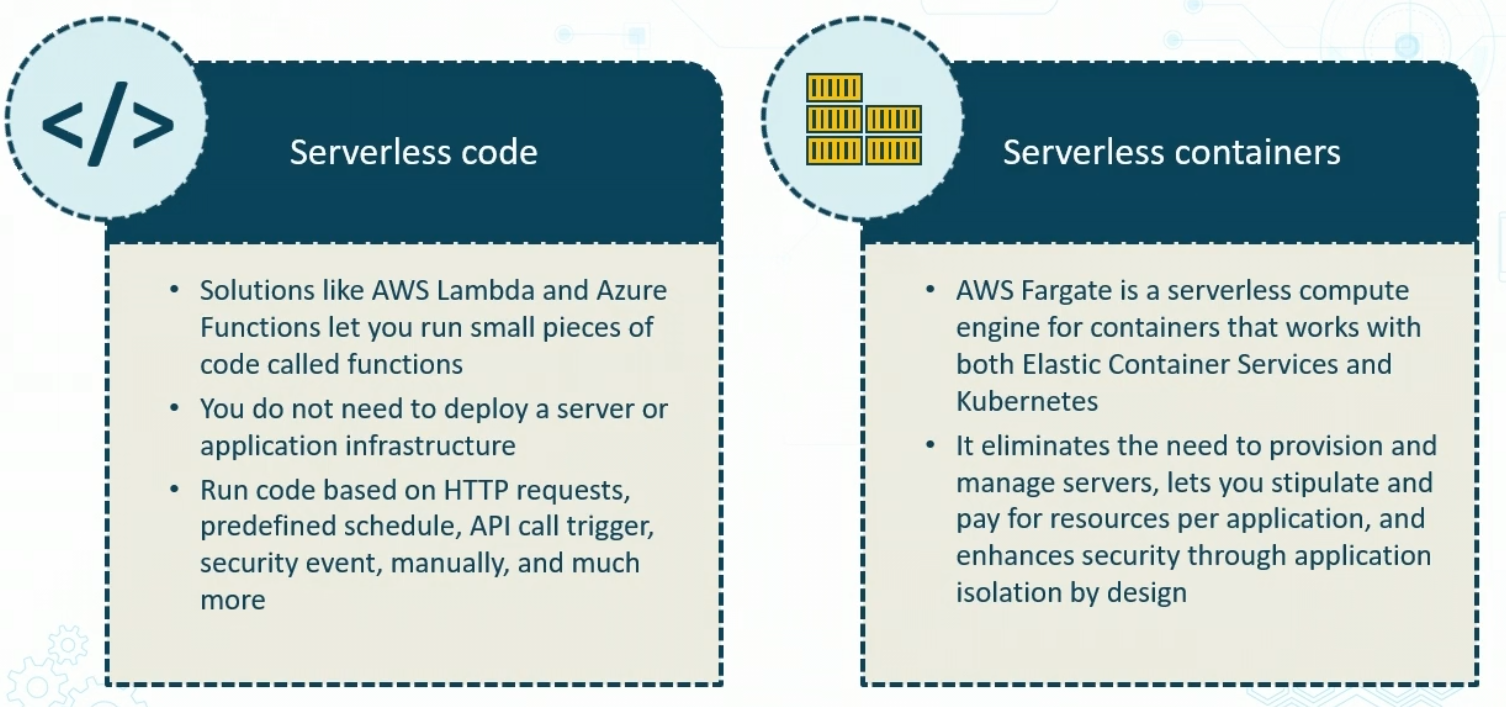 </>
Serverless code
• Solutions like AWS Lambda and Azure
Functions let you run small pieces of
code called functions
• You do not need to deploy a server or
application infrastructure
• Run code based on HTTP requests,
predefined schedule, API call trigger,
security event, manually, and much
more
Serverless containers
• AWS Fargate is a serverless compute
engine for containers that works with
both Elastic Container Services and
Kubernetes
• It eliminates the need to provision and
manage servers, lets you stipulate and
pay for resources per application, and
enhances security through application
isolation by design